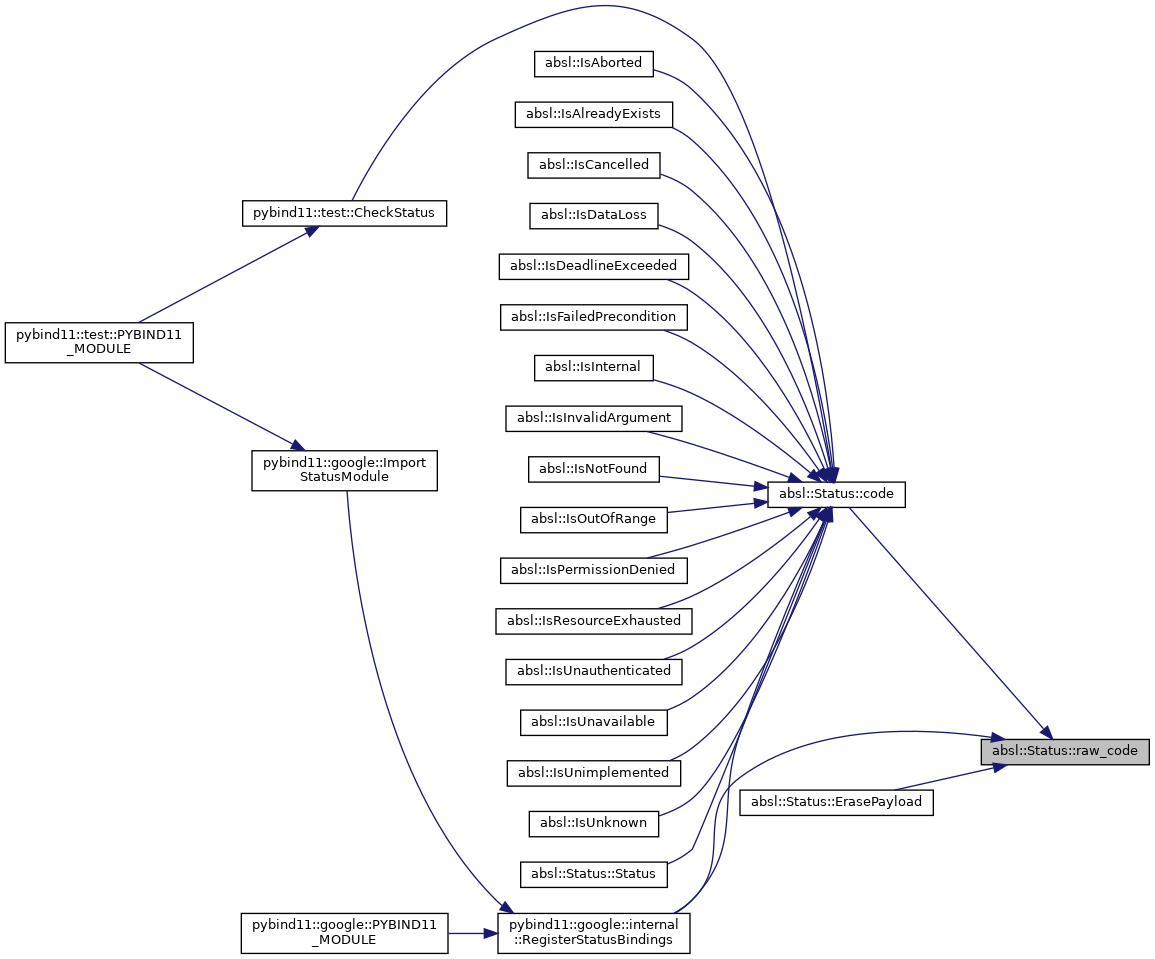 absl::IsAborted
absl::IsAlreadyExists
absl::IsCancelled
pybind11::test::CheckStatus
absl::IsDataLoss
absl::IsDeadlineExceeded
absl::IsFailedPrecondition
pybind11::test::PYBIND11
_MODULE
absl::IsInternal
absl::IsInvalidArgument
pybind11::google::Import
StatusModule
absl::IsNotFound
absl::Status::code
absl::IsOutOfRange
absl::IsPermissionDenied
absl::IsResourceExhausted
absl::IsUnauthenticated
absl::IsUnavailable
absl::Status::raw_code
absl::IsUnimplemented
absl::Status::ErasePayload
absl::IsUnknown
absl::Status::Status
pybind11::google::PYBIND11
_MODULE
pybind11::google::internal
::RegisterStatusBindings